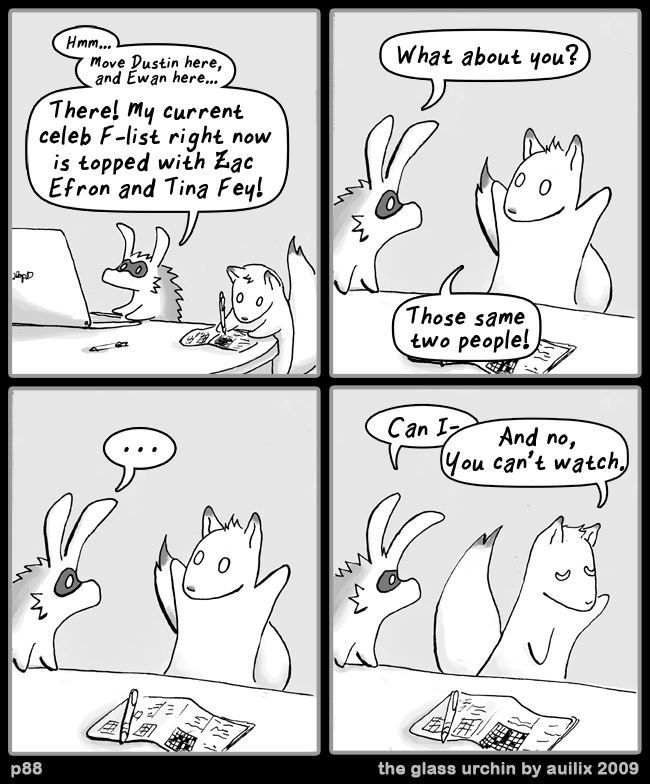 Hmm...
Move Dustin here,
and Ewan here...
There! My current
celeb F-list right now
is topped with Zac
Efron and Tina Fey!
What about you?
Those same
two people!
...
Can I-
And no,
You can't watch.
p88
the glass urchin by auilix 2009